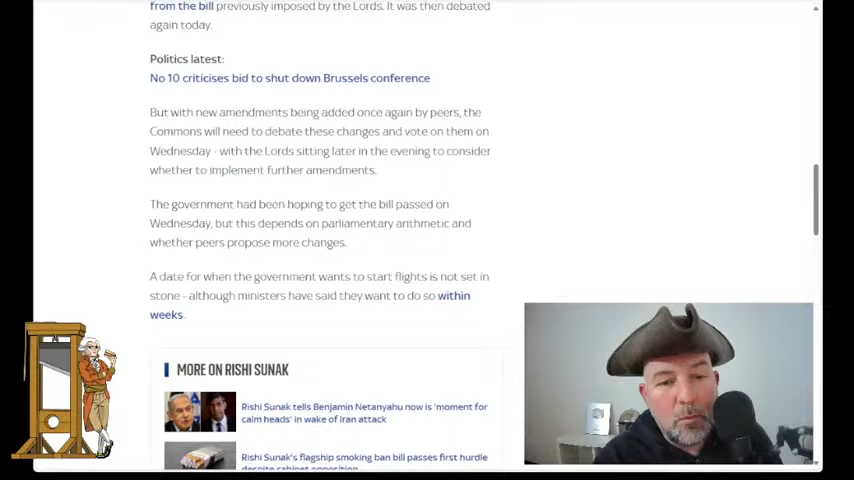 from the bill previously imposed by the Lords. It was then debated
again today.
Politics latest:
No 10 criticises bid to shut down Brussels conference
But with new amendments being added once again by peers, the
Commons will need to debate these changes and vote on them on
Wednesday - with the Lords sitting later in the evening to consider
whether to implement further amendments.
The government had been hoping to get the bill passed on
Wednesday, but this depends on parliamentary arithmetic and
whether peers propose more changes.
A date for when the government wants to start flights is not set in
stone - although ministers have said they want to do so within
weeks.
MORE ON RISHI SUNAK
Rishi Sunak tells Benjamin Netanyahu now is 'moment for
calm heads' in wake of Iran attack
Rishi Sunak's flagship smoking ban bill passes first hurdle
despite cabinet opposition